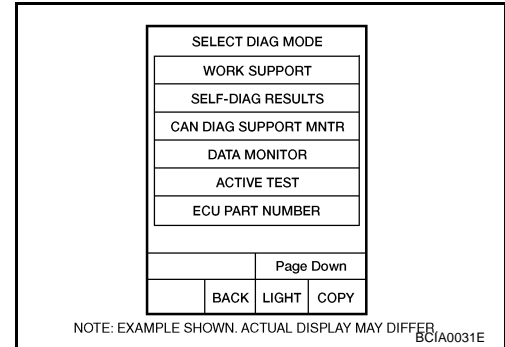 SELECT DIAG MODE
WORK SUPPORT
SELF-DIAG RESULTS
CAN DIAG SUPPORT MNTR
DATA MONITOR
ACTIVE TEST
ECU PART NUMBER
Page Down
BACK LIGHT COPY
NOTE: EXAMPLE SHOWN. ACTUAL DISPLAY MAY DIFFER.
BCIA0031E